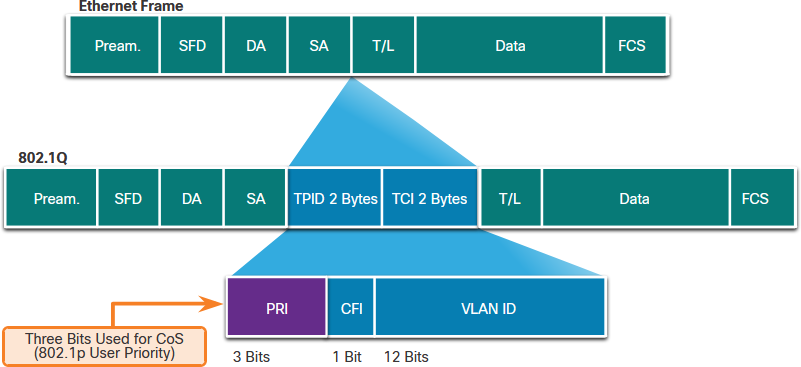 Ethernet Frame
Pream. SFD DA SA T/L Data FCS
802.1Q
Pream. SFD DA SA TPID 2 Bytes TCI 2 Bytes T/L Data FCS
PRI CFI VLAN ID
Three Bits Used for CoS
(802.1p User Priority)
3 Bits 1 Bit 12 Bits